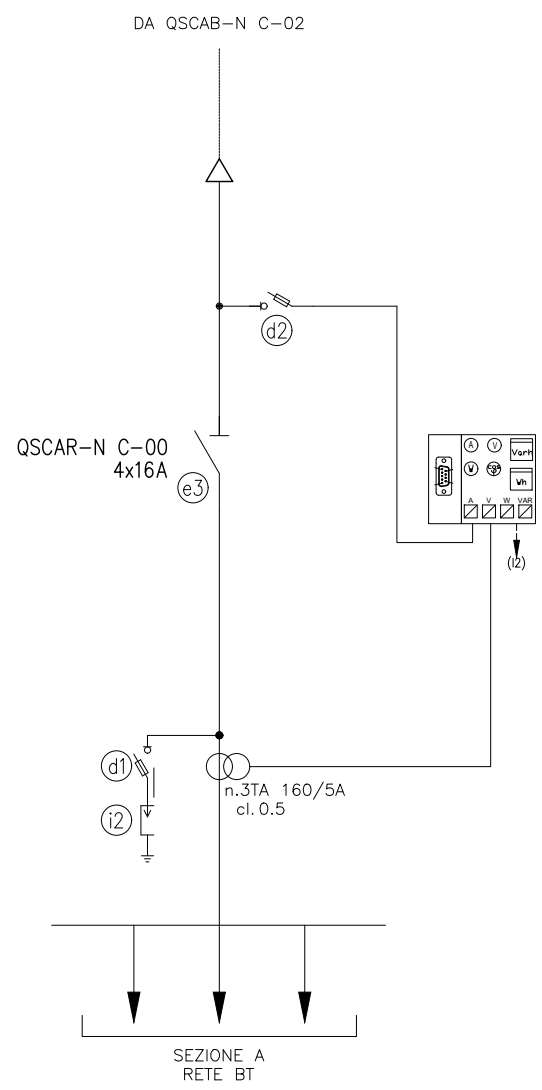 DA QSCAB-N C-02
d2
QSCAR-N C-00
4x16A
e3
A V Varh
W Wh
A V W VAR
(I2)
d1
n.3TA 160/5A
cl.0.5
i2
SEZIONE A
RETE BT